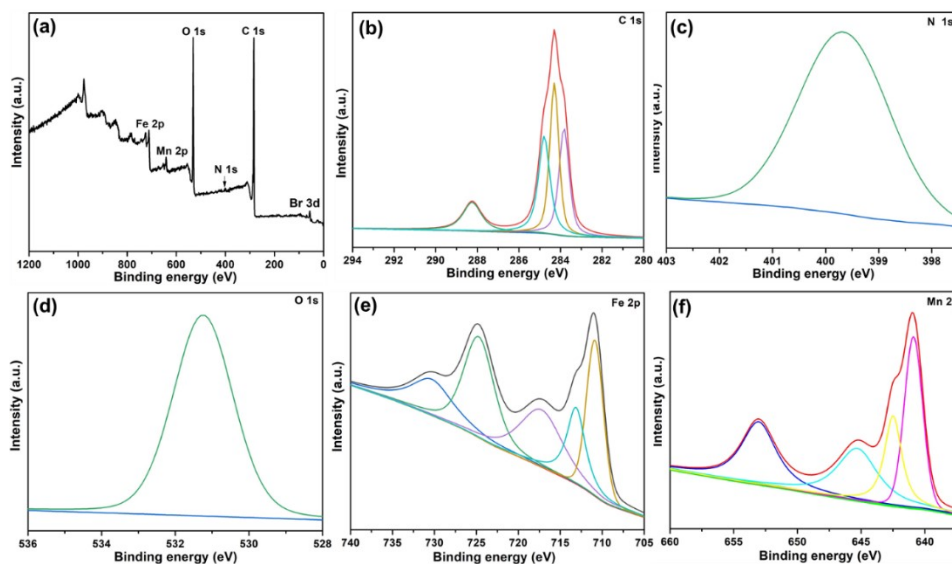 (a)
O 1s
C 1s
Fe 2p
Mn 2p
N 1s
Br 3d
Intensity (a.u.)
1200 1000 800 600 400 200 0
Binding energy (eV)
(b)
C 1s
Intensity (a.u.)
294 292 290 288 286 284 282 280
Binding energy (eV)
(c)
N 1s
Intensity (a.u.)
403 402 401 400 399 398
Binding energy (eV)
(d)
O 1s
Intensity (a.u.)
536 534 532 530 528
Binding energy (eV)
(e)
Fe 2p
Intensity (a.u.)
740 735 730 725 720 715 710 705
Binding energy (eV)
(f)
Mn 2
Intensity (a.u.)
660 655 650 645 640
Binding energy (eV)